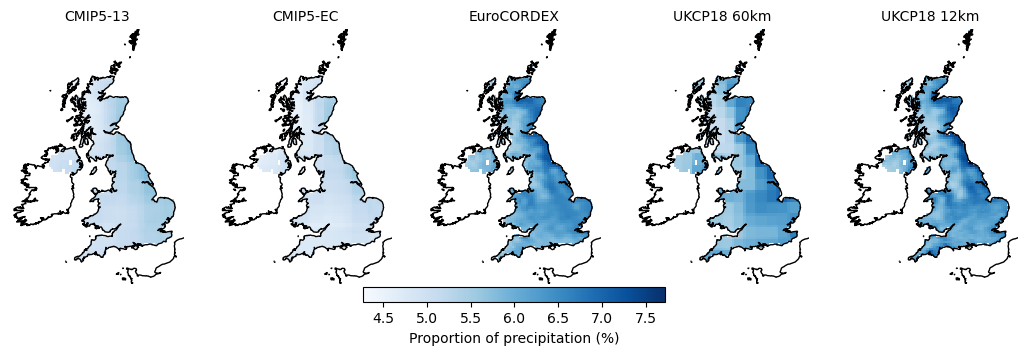 CMIP5-13 CMIP5-EC EuroCORDEX UKCP18 60km UKCP18 12km
4.5 5.0 5.5 6.0 6.5 7.0 7.5
Proportion of precipitation (%)